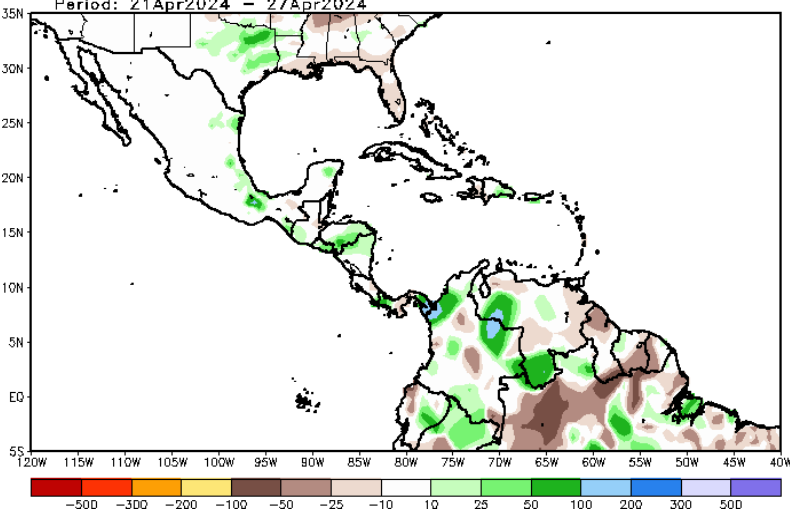 Period: 21Apr2024 – 27Apr2024
35N
30N
25N
20N
15N
10N
5N
EQ
5S
120W 115W 110W 105W 100W 95W 90W 85W 80W 75W 70W 65W 60W 55W 50W 45W 40W
−500 −300 −200 −100 −50 −25 −10 10 25 50 100 200 300 500